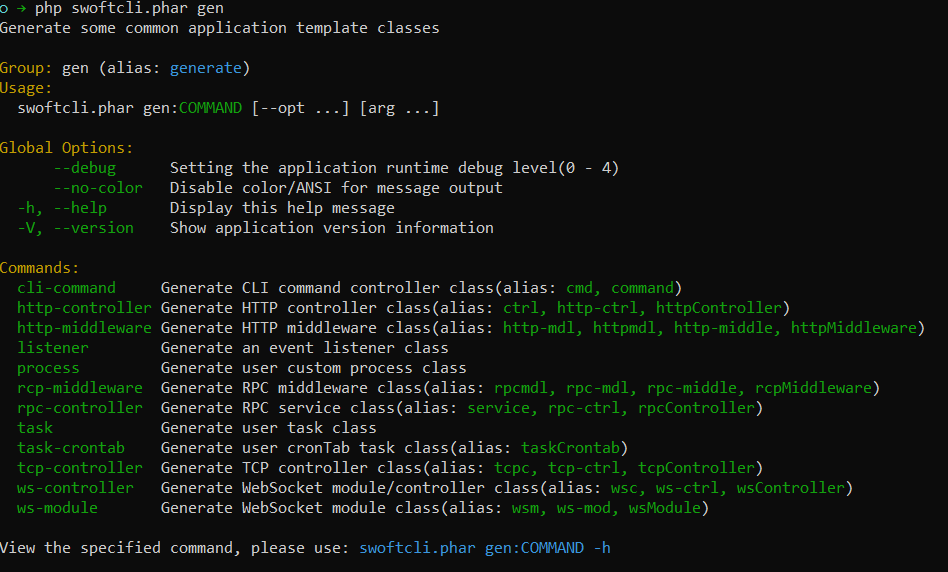 o → php swoftcli.phar gen
Generate some common application template classes
Group: gen (alias: generate)
Usage:
  swoftcli.phar gen:COMMAND [--opt ...] [arg ...]
Global Options:
      --debug      Setting the application runtime debug level(0 - 4)
      --no-color   Disable color/ANSI for message output
  -h, --help       Display this help message
  -V, --version    Show application version information
Commands:
  cli-command     Generate CLI command controller class(alias: cmd, command)
  http-controller Generate HTTP controller class(alias: ctrl, http-ctrl, httpController)
  http-middleware Generate HTTP middleware class(alias: http-mdl, httpmdl, http-middle, httpMiddleware)
  listener        Generate an event listener class
  process         Generate user custom process class
  rcp-middleware  Generate RPC middleware class(alias: rpcmdl, rpc-mdl, rpc-middle, rcpMiddleware)
  rpc-controller  Generate RPC service class(alias: service, rpc-ctrl, rpcController)
  task            Generate user task class
  task-crontab    Generate user cronTab task class(alias: taskCrontab)
  tcp-controller  Generate TCP controller class(alias: tcpc, tcp-ctrl, tcpController)
  ws-controller   Generate WebSocket module/controller class(alias: wsc, ws-ctrl, wsController)
  ws-module       Generate WebSocket module class(alias: wsm, ws-mod, wsModule)
View the specified command, please use: swoftcli.phar gen:COMMAND -h